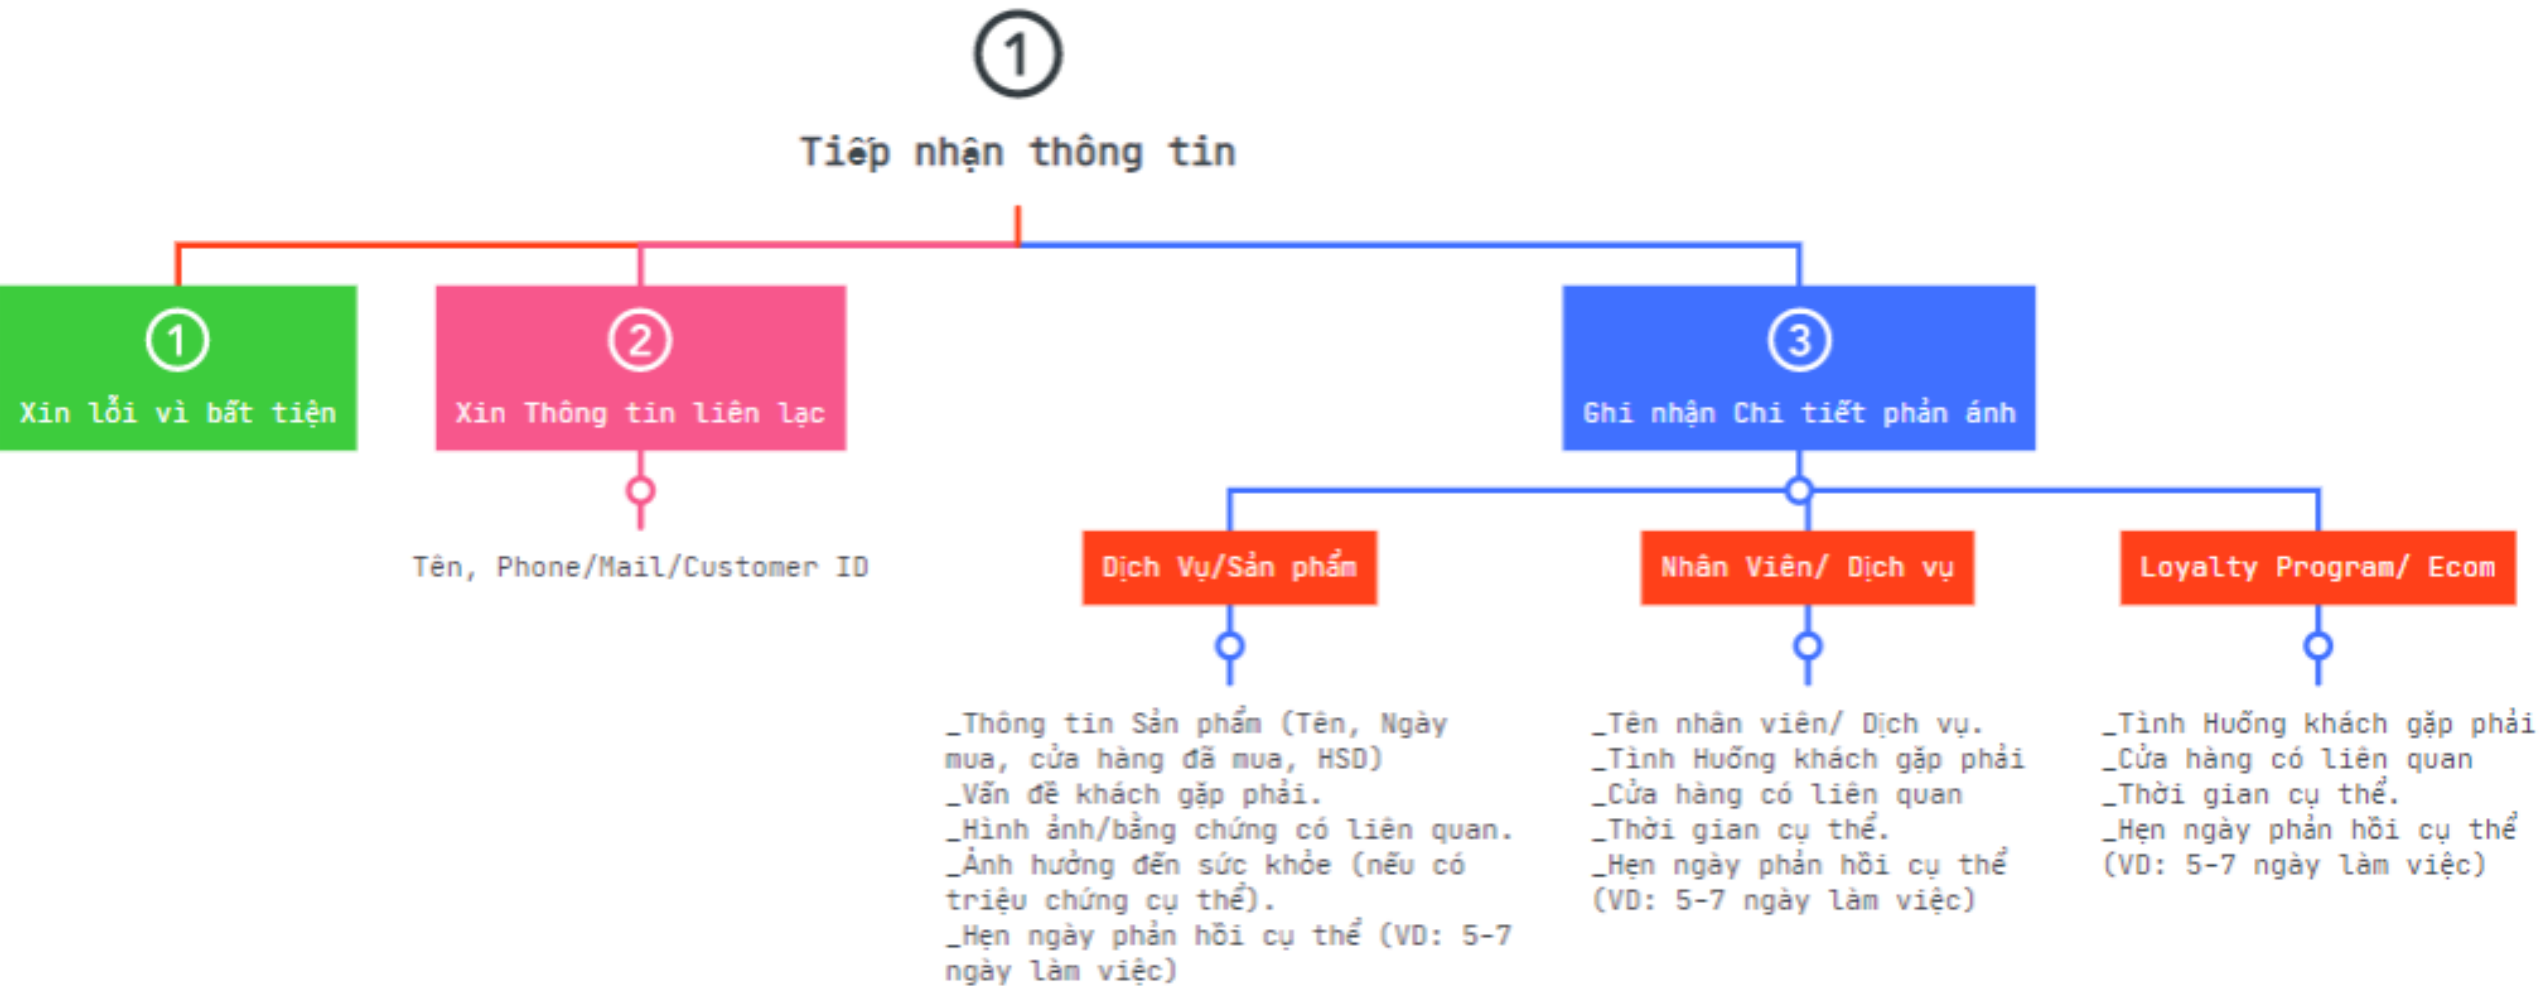 1
Tiếp nhận thông tin
1
Xin lỗi vì bất tiện
2
Xin Thông tin liên lạc
Tên, Phone/Mail/Customer ID
3
Ghi nhận Chi tiết phản ánh
Dịch Vụ/Sản phẩm
_Thông tin Sản phẩm (Tên, Ngày
mua, cửa hàng đã mua, HSD)
_Vấn đề khách gặp phải.
_Hình ảnh/bằng chứng có liên quan.
_Ảnh hưởng đến sức khỏe (nếu có
triệu chứng cụ thể).
_Hẹn ngày phản hồi cụ thể (VD: 5-7
ngày làm việc)
Nhân Viên/ Dịch vụ
_Tên nhân viên/ Dịch vụ.
_Tình Huống khách gặp phải
_Cửa hàng có liên quan
_Thời gian cụ thể.
_Hẹn ngày phản hồi cụ thể
(VD: 5-7 ngày làm việc)
Loyalty Program/ Ecom
_Tình Huống khách gặp phải
_Cửa hàng có liên quan
_Thời gian cụ thể.
_Hẹn ngày phản hồi cụ thể
(VD: 5-7 ngày làm việc)